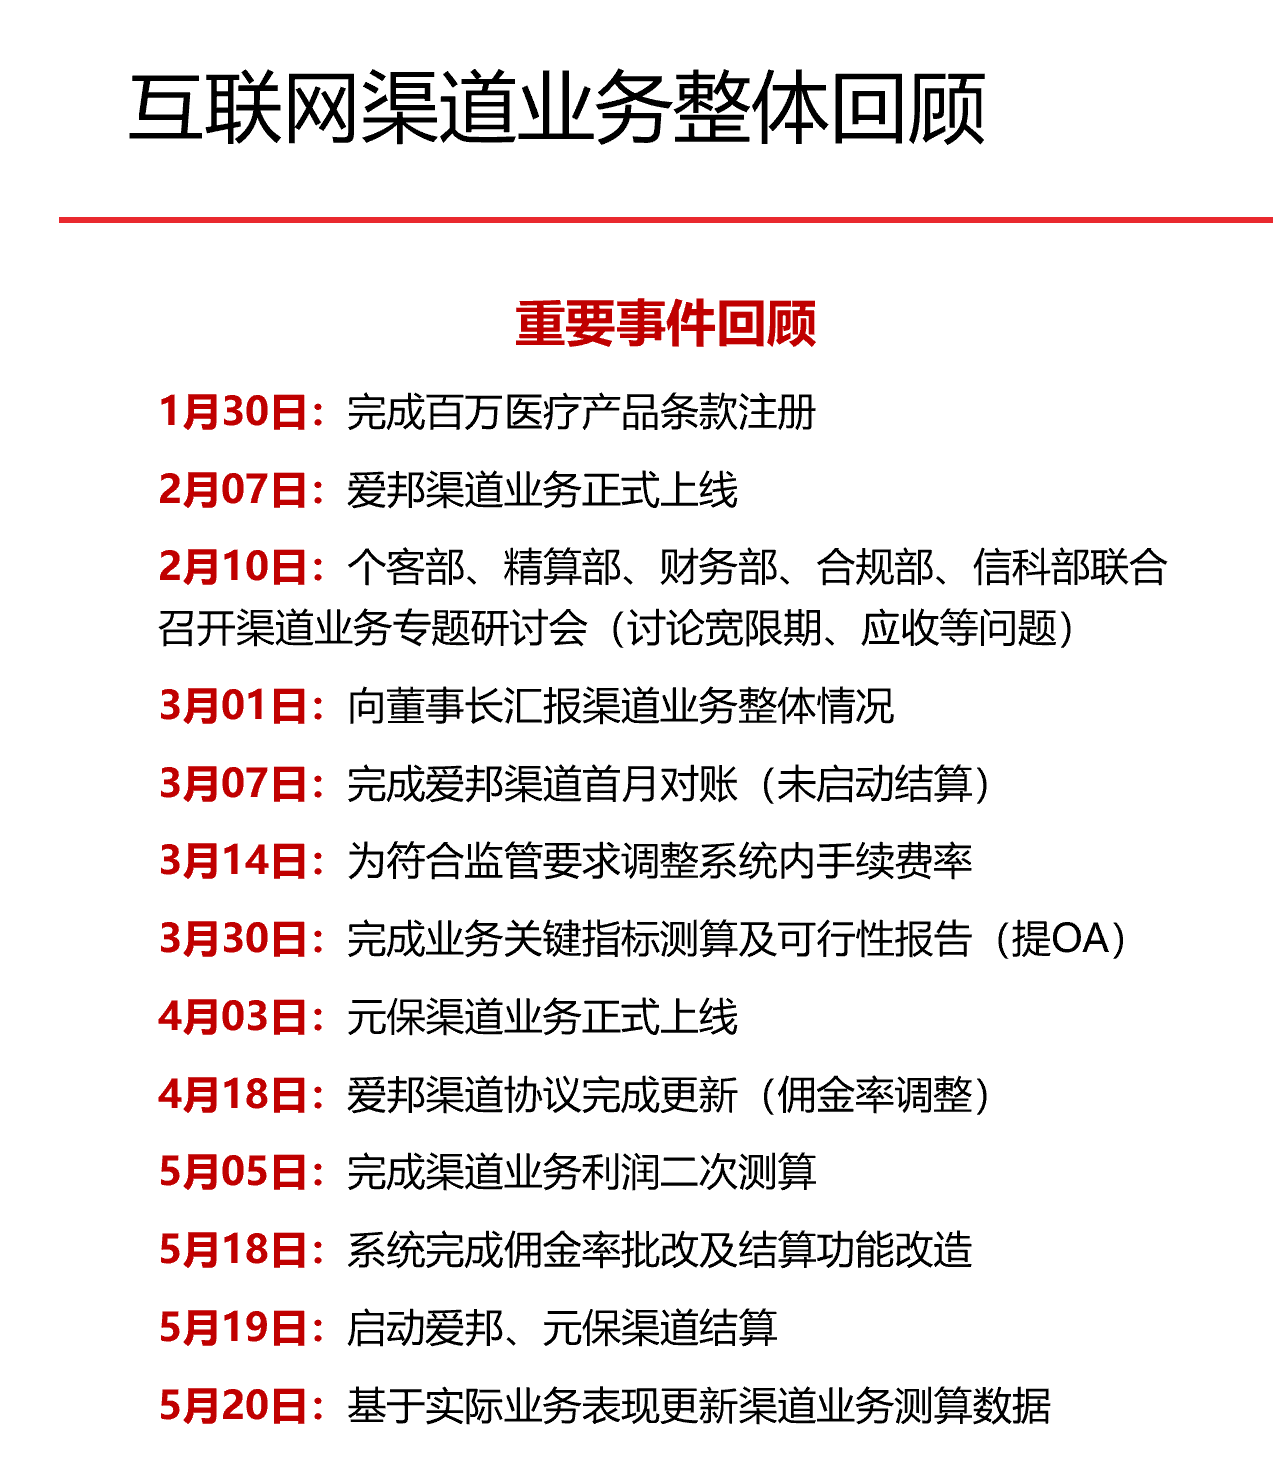 互联网渠道业务整体回顾
重要事件回顾
1月30日：完成百万医疗产品条款注册
2月07日：爱邦渠道业务正式上线
2月10日：个客部、精算部、财务部、合规部、信科部联合
召开渠道业务专题研讨会（讨论宽限期、应收等问题）
3月01日：向董事长汇报渠道业务整体情况
3月07日：完成爱邦渠道首月对账（未启动结算）
3月14日：为符合监管要求调整系统内手续费率
3月30日：完成业务关键指标测算及可行性报告（提OA）
4月03日：元保渠道业务正式上线
4月18日：爱邦渠道协议完成更新（佣金率调整）
5月05日：完成渠道业务利润二次测算
5月18日：系统完成佣金率批改及结算功能改造
5月19日：启动爱邦、元保渠道结算
5月20日：基于实际业务表现更新渠道业务测算数据